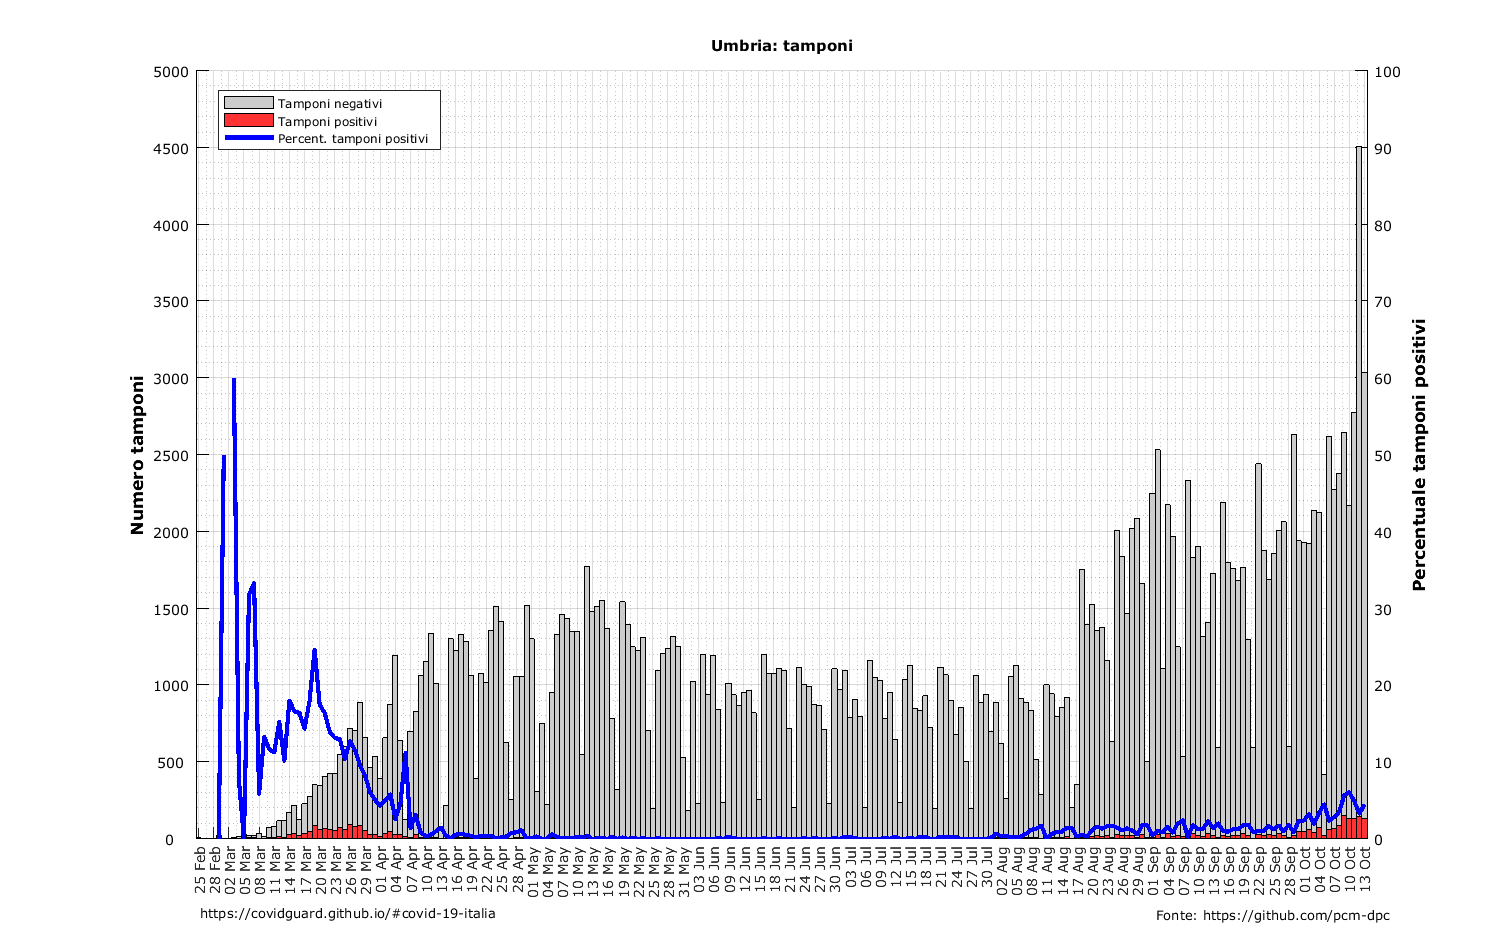 Umbria: tamponi
Tamponi negativi
Tamponi positivi
Percent. tamponi positivi
Numero tamponi
5000
4500
4000
3500
3000
2500
2000
1500
1000
500
0
Percentuale tamponi positivi
100
90
80
70
60
50
40
30
20
10
0
25 Feb
28 Feb
02 Mar
05 Mar
08 Mar
11 Mar
14 Mar
17 Mar
20 Mar
23 Mar
26 Mar
29 Mar
01 Apr
04 Apr
07 Apr
10 Apr
13 Apr
16 Apr
19 Apr
22 Apr
25 Apr
28 Apr
01 May
04 May
07 May
10 May
13 May
16 May
19 May
22 May
25 May
28 May
31 May
03 Jun
06 Jun
09 Jun
12 Jun
15 Jun
18 Jun
21 Jun
24 Jun
27 Jun
30 Jun
03 Jul
06 Jul
09 Jul
12 Jul
15 Jul
18 Jul
21 Jul
24 Jul
27 Jul
30 Jul
02 Aug
05 Aug
08 Aug
11 Aug
14 Aug
17 Aug
20 Aug
23 Aug
26 Aug
29 Aug
01 Sep
04 Sep
07 Sep
10 Sep
13 Sep
16 Sep
19 Sep
22 Sep
25 Sep
28 Sep
01 Oct
04 Oct
07 Oct
10 Oct
13 Oct
https://covidguard.github.io/#covid-19-italia
Fonte: https://github.com/pcm-dpc